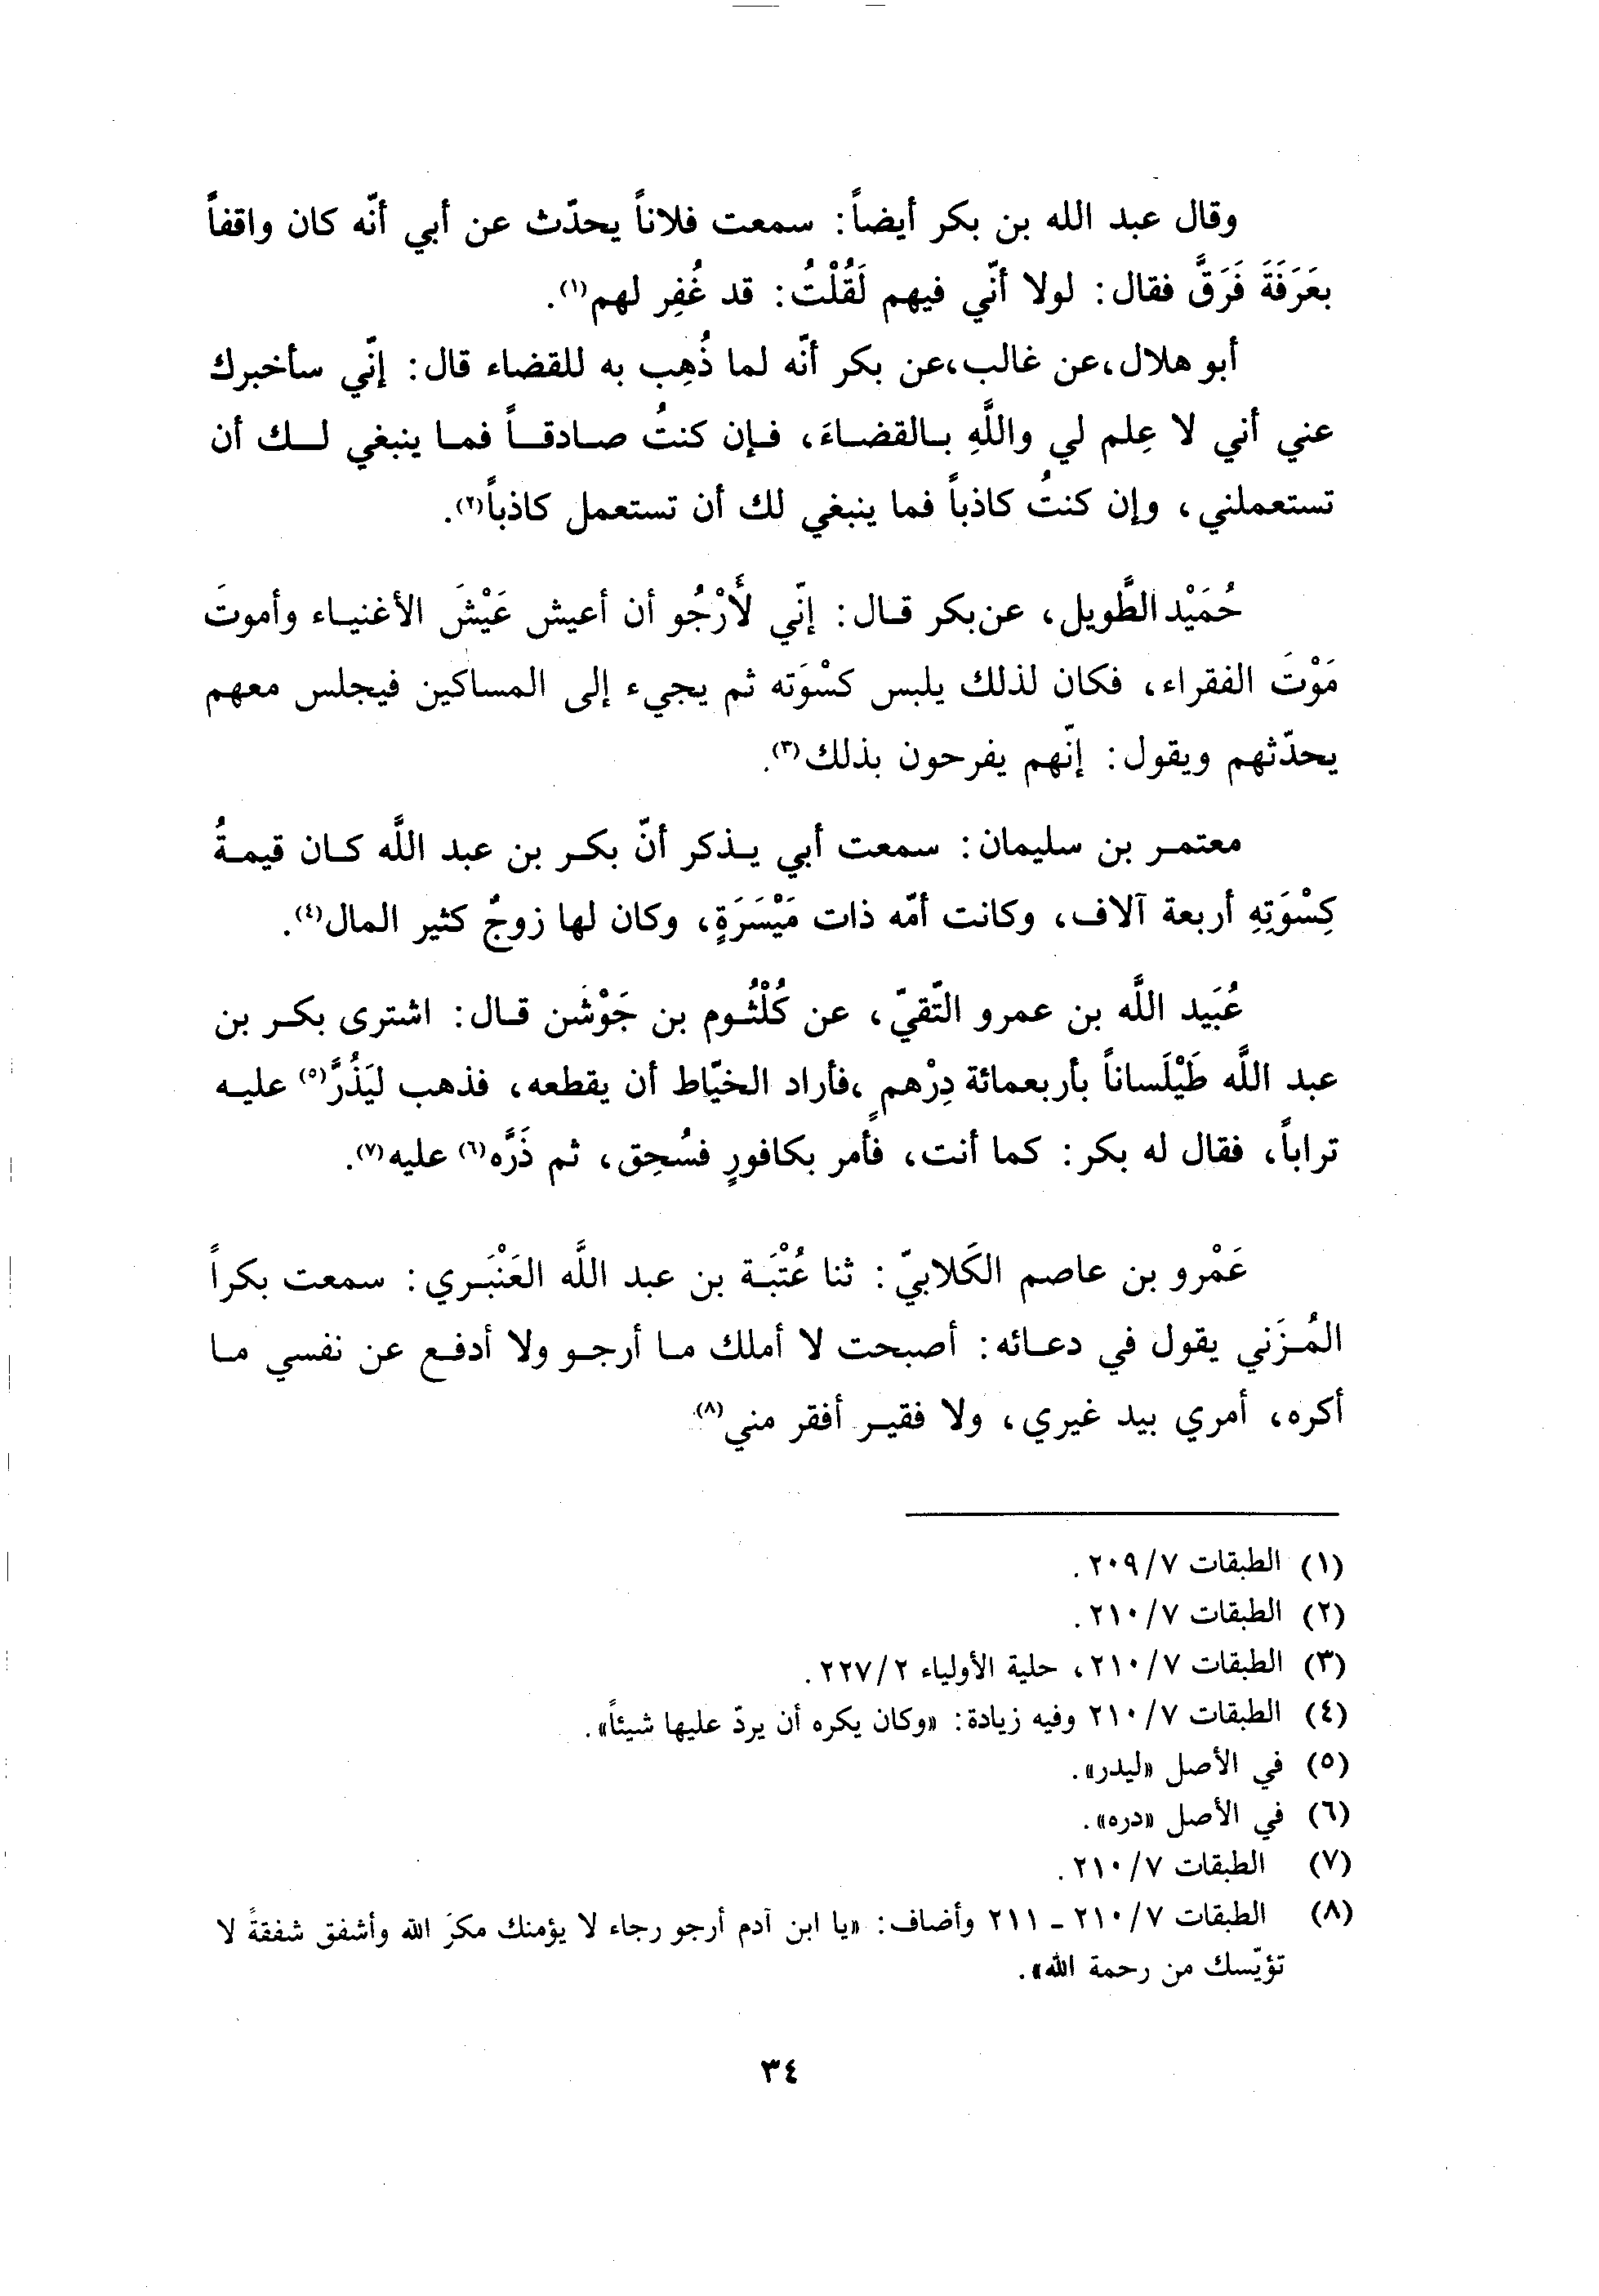 وقال عبد الله بن بكر أيضاً: سمعت فلاناً يحدّث عن أبي أنّه كان واقفاً
بعَرَفَةَ فَرَقَّ فقال: لولا أنّي فيهم لَقُلْتُ: قد غُفِر لهم(١).
أبو هلال، عن غالب، عن بكر أنّه لما ذُهِب به للقضاء قال: إنّي سأخبرك
عني أني لا عِلم لي واللَّهِ بالقضاءَ، فإن كنتُ صادقاً فما ينبغي لك أن
تستعملني، وإن كنتُ كاذباً فما ينبغي لك أن تستعمل كاذباً(٢).
حُمَيْد الطَّويل، عن بكر قال: إنّي لَأَرْجُو أن أعيش عَيْشَ الأغنياء وأموتَ
مَوْتَ الفقراء، فكان لذلك يلبس كسْوَته ثم يجيء إلى المساكين فيجلس معهم
يحدّثهم ويقول: إنّهم يفرحون بذلك(٣).
معتمر بن سليمان: سمعت أبي يذكر أنّ بكر بن عبد اللَّه كان قيمةُ
كِسْوَتِهِ أربعة آلاف، وكانت أمّه ذات مَيْسَرَةٍ، وكان لها زوجٌ كثير المال(٤).
عُبَيد اللَّه بن عمرو التّقيّ، عن كُلْثُوم بن جَوْشَن قال: اشترى بكر بن
عبد اللَّه طَيْلَساناً بأربعمائة دِرْهمٍ، فأراد الخيّاط أن يقطعه، فذهب ليَذُرَّ(٥) عليه
تراباً، فقال له بكر: كما أنت، فأمر بكافورٍ فسُحِق، ثم ذَرَّه(٦) عليه(٧).
عَمْرو بن عاصم الكَلابيّ: ثنا عُتْبَة بن عبد اللَّه العَنْبَري: سمعت بكراً
المُزَني يقول في دعائه: أصبحت لا أملك ما أرجو ولا أدفع عن نفسي ما
أكره، أمري بيد غيري، ولا فقير أفقر مني(٨).
(١) الطبقات ٢٠٩/٧.
(٢) الطبقات ٢١٠/٧.
(٣) الطبقات ٢١٠/٧، حلية الأولياء ٢٢٧/٢.
(٤) الطبقات ٢١٠/٧ وفيه زيادة: «وكان يكره أن يردّ عليها شيئاً».
(٥) في الأصل «ليدر».
(٦) في الأصل «دره».
(٧) الطبقات ٢١٠/٧.
(٨) الطبقات ٢١٠/٧ ـ ٢١١ وأضاف: «يا ابن آدم أرجو رجاء لا يؤمنك مكرَ الله وأشفق شفقةً لا
تؤيّسك من رحمة الله».
٣٤